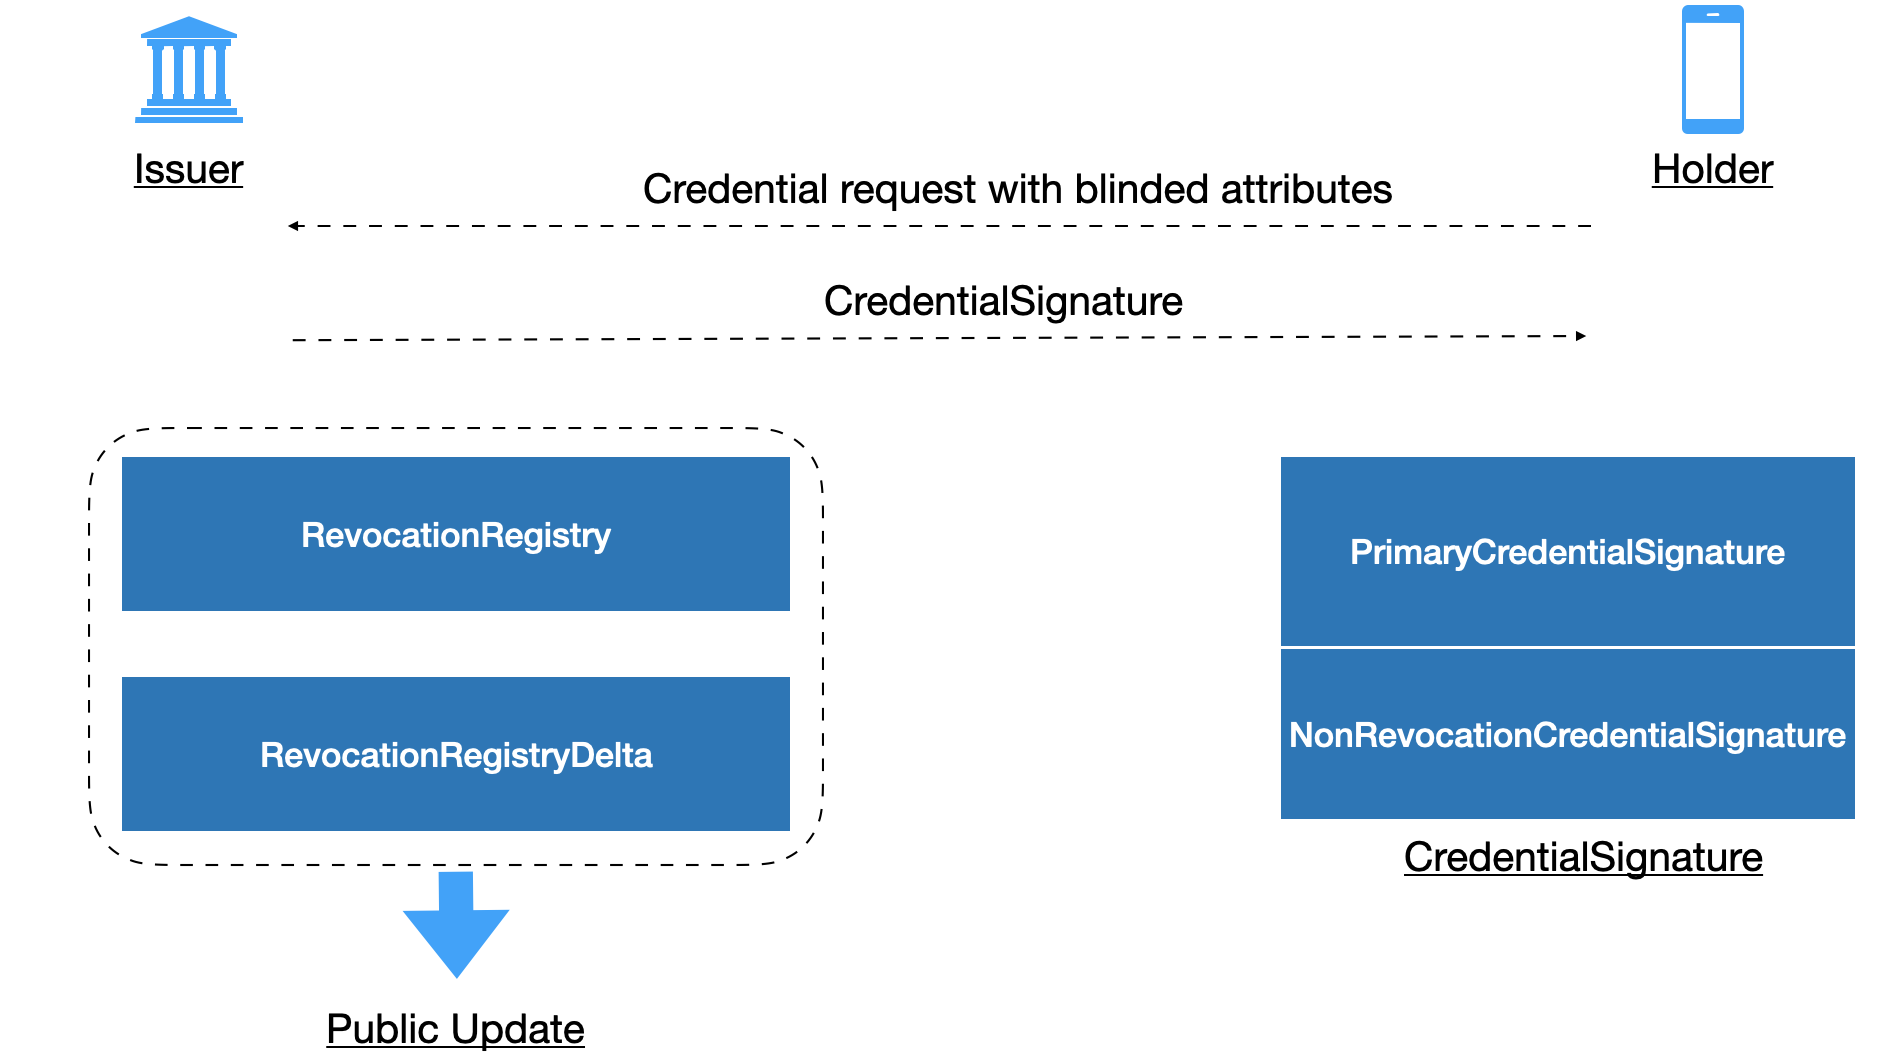 Issuer
Holder
Credential request with blinded attributes
CredentialSignature
RevocationRegistry
RevocationRegistryDelta
Public Update
PrimaryCredentialSignature
NonRevocationCredentialSignature
CredentialSignature